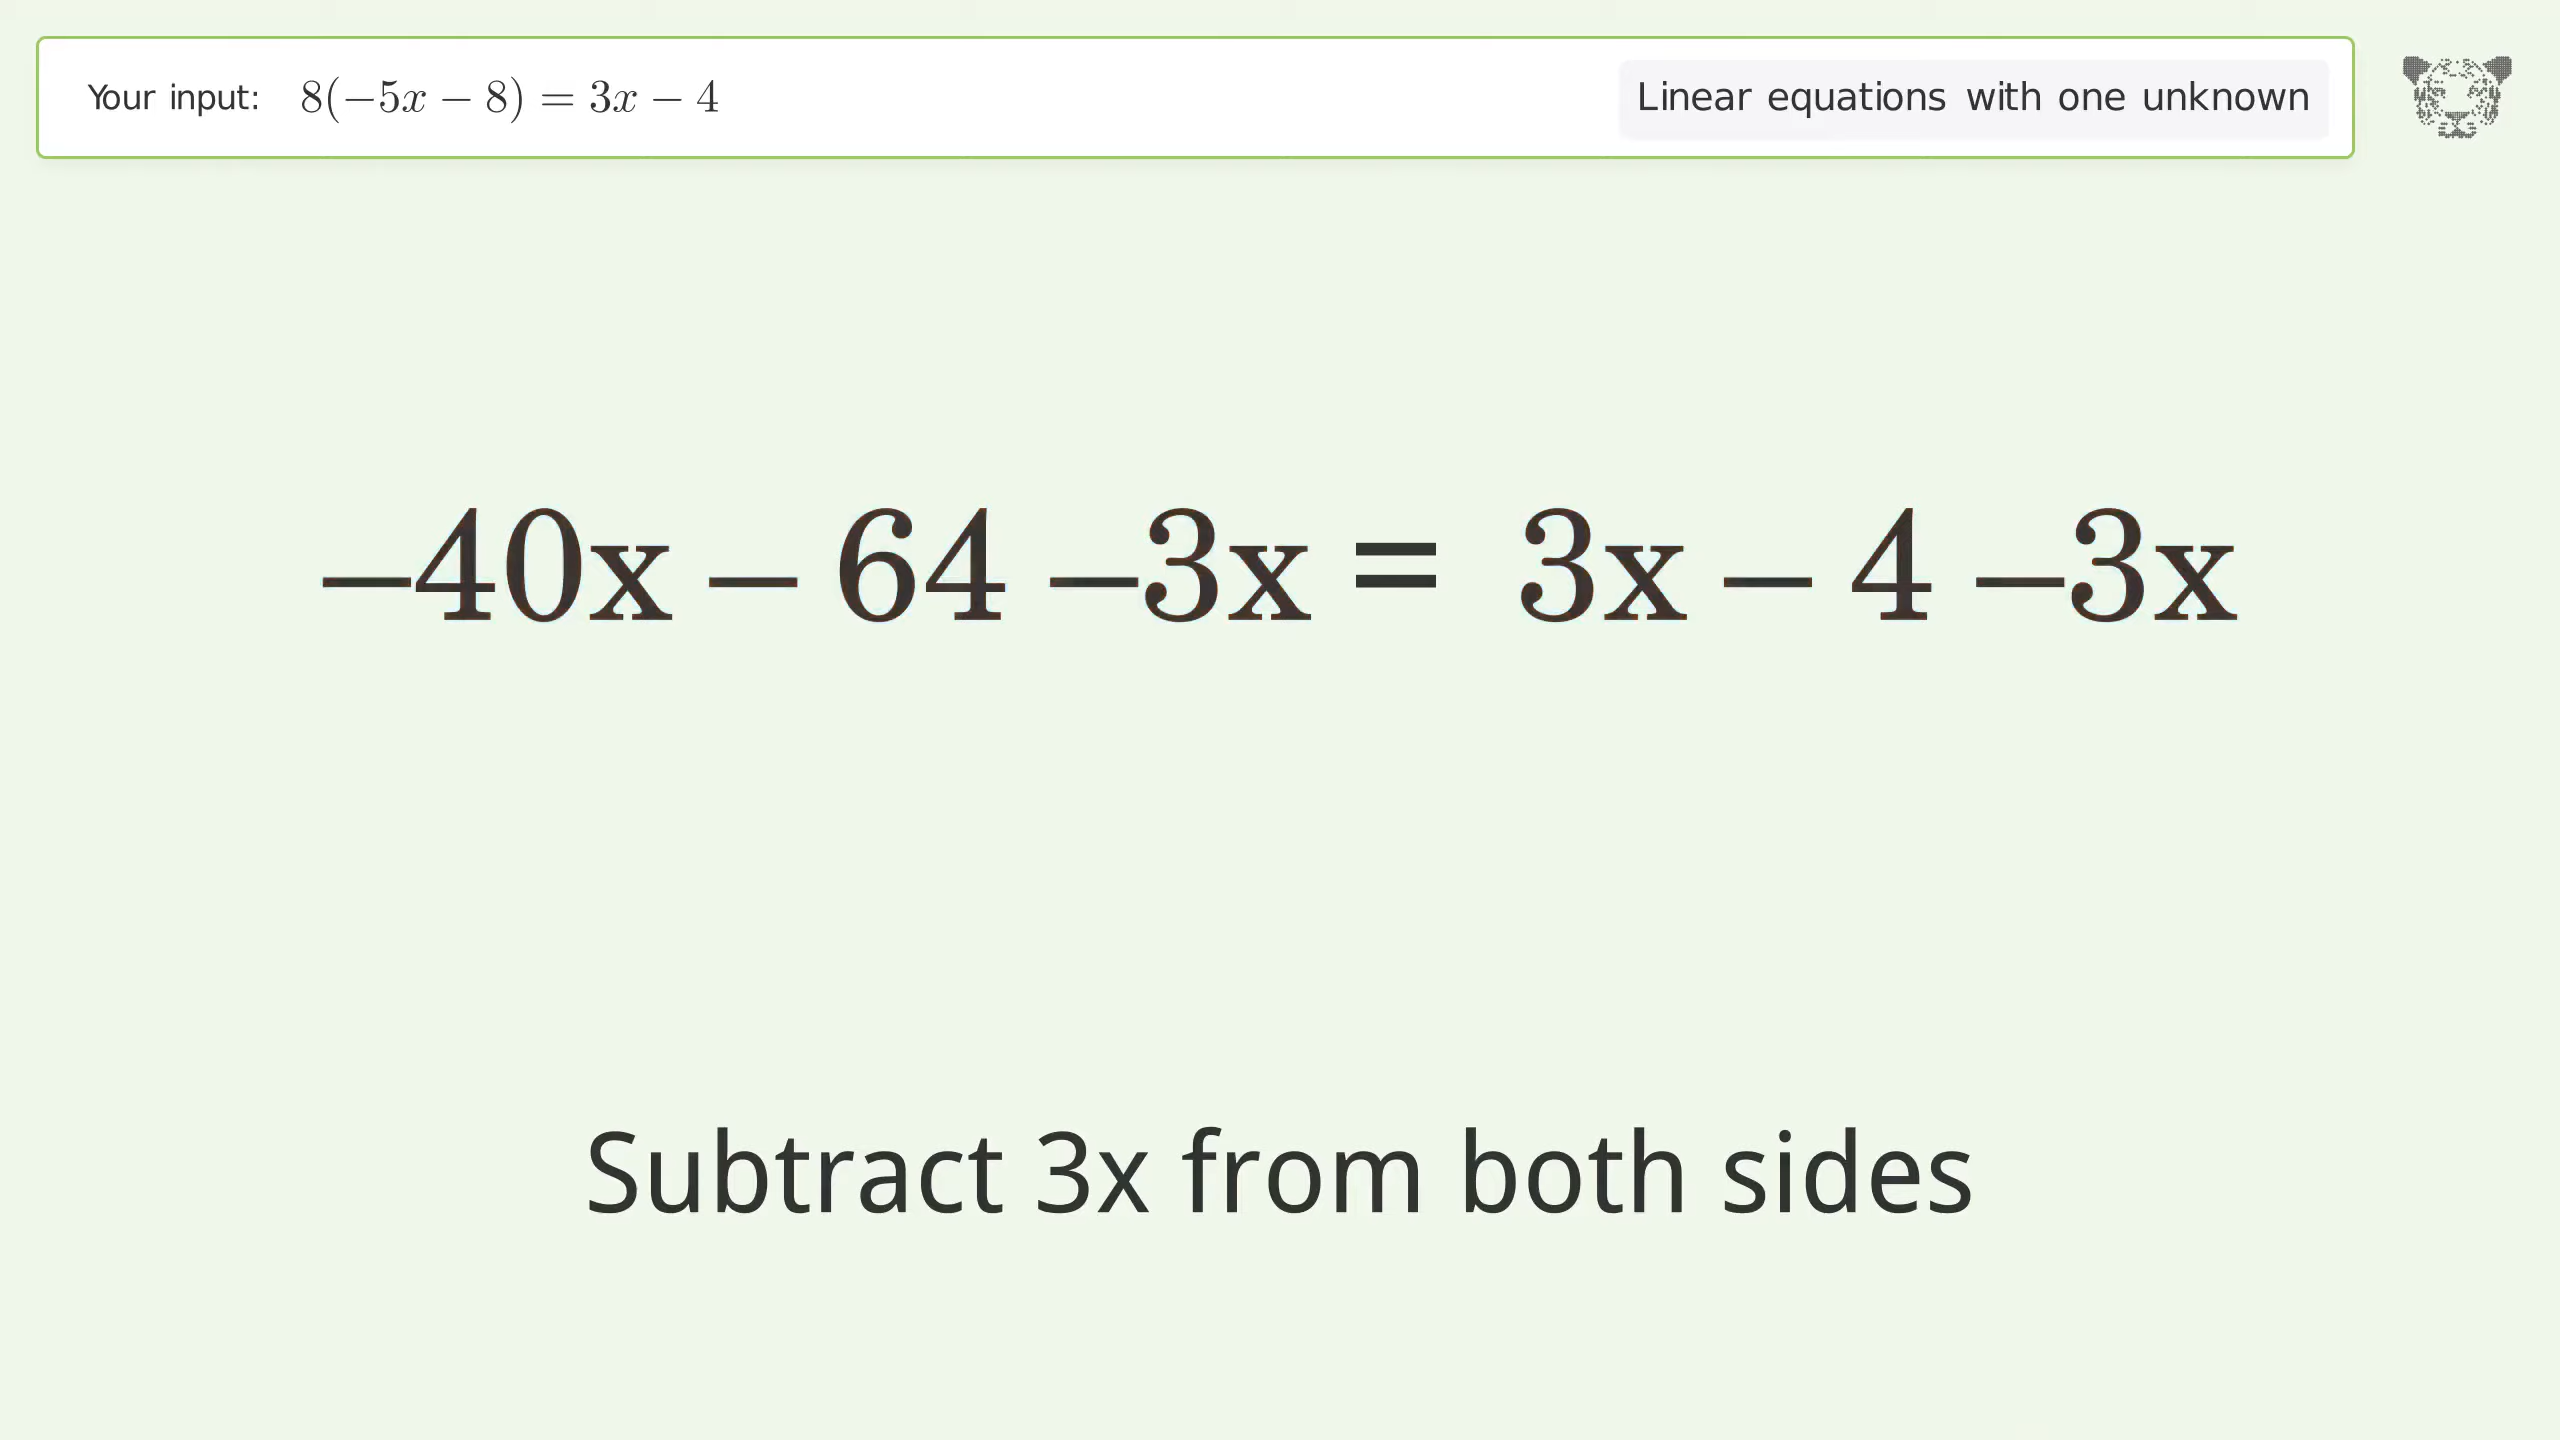 Your input: 8(−5x − 8) = 3x − 4
Linear equations with one unknown
−40x − 64 −3x = 3x − 4 −3x
Subtract 3x from both sides